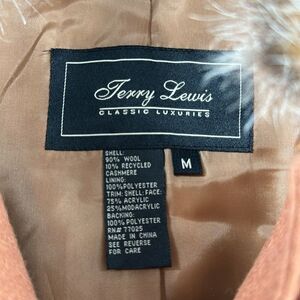 Terry Lewis
CLASSIC LUXURIES
M
SHELL:
90% WOOL
10% RECYCLED
CASHMERE
LINING:
100% POLYESTER
TRIM: SHELL: FACE:
75% ACRYLIC
25% MODACRYLIC
BACKING:
100% POLYESTER
RN# 77025
MADE IN CHINA
SEE REVERSE
FOR CARE